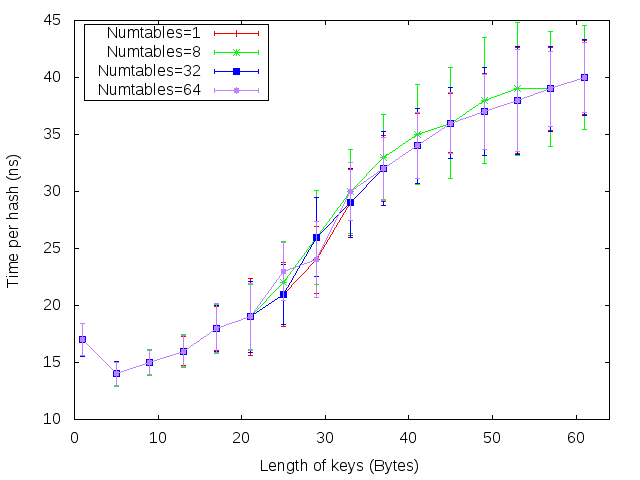 Numtables=1
Numtables=8
Numtables=32
Numtables=64
45
40
35
30
25
20
15
10
Time per hash (ns)
0 10 20 30 40 50 60
Length of keys (Bytes)